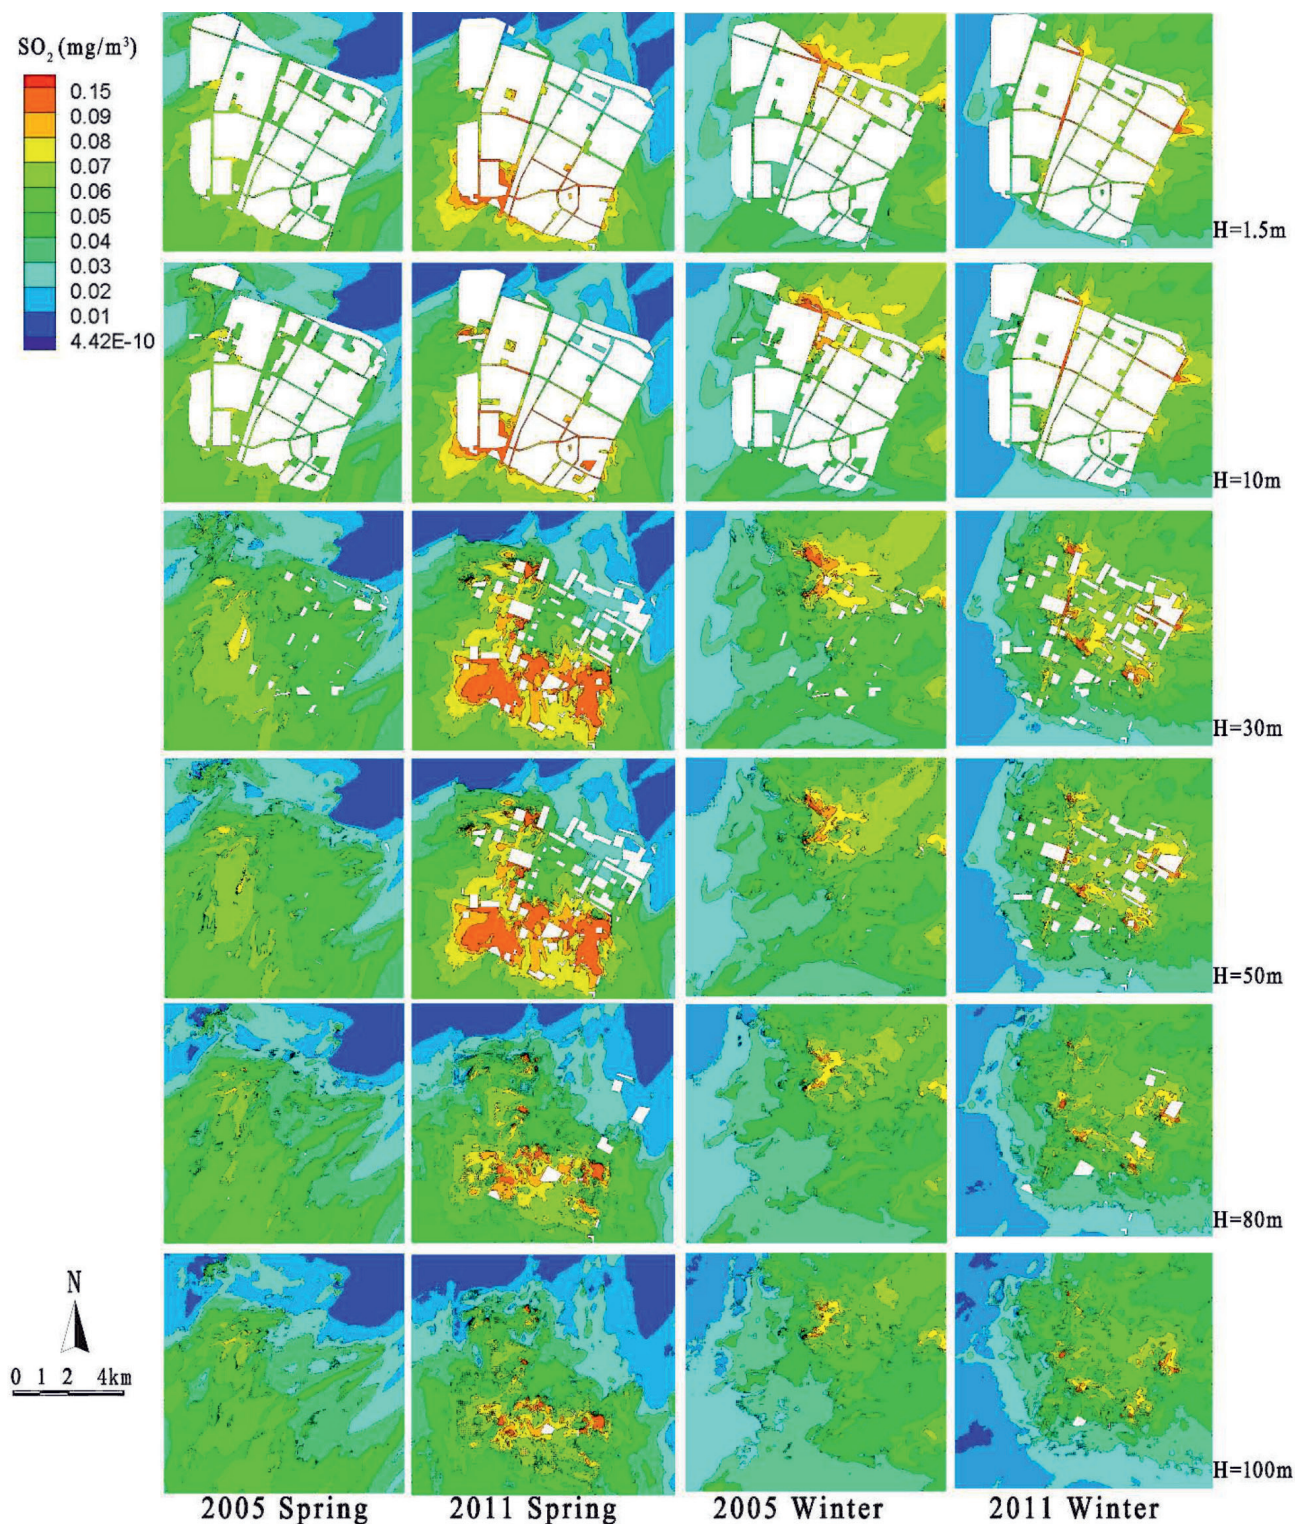 SO₂ (mg/m³)
0.15
0.09
0.08
0.07
0.06
0.05
0.04
0.03
0.02
0.01
4.42E-10
H=1.5m
H=10m
H=30m
H=50m
H=80m
N
0 1 2 4km
H=100m
2005 Spring 2011 Spring 2005 Winter 2011 Winter